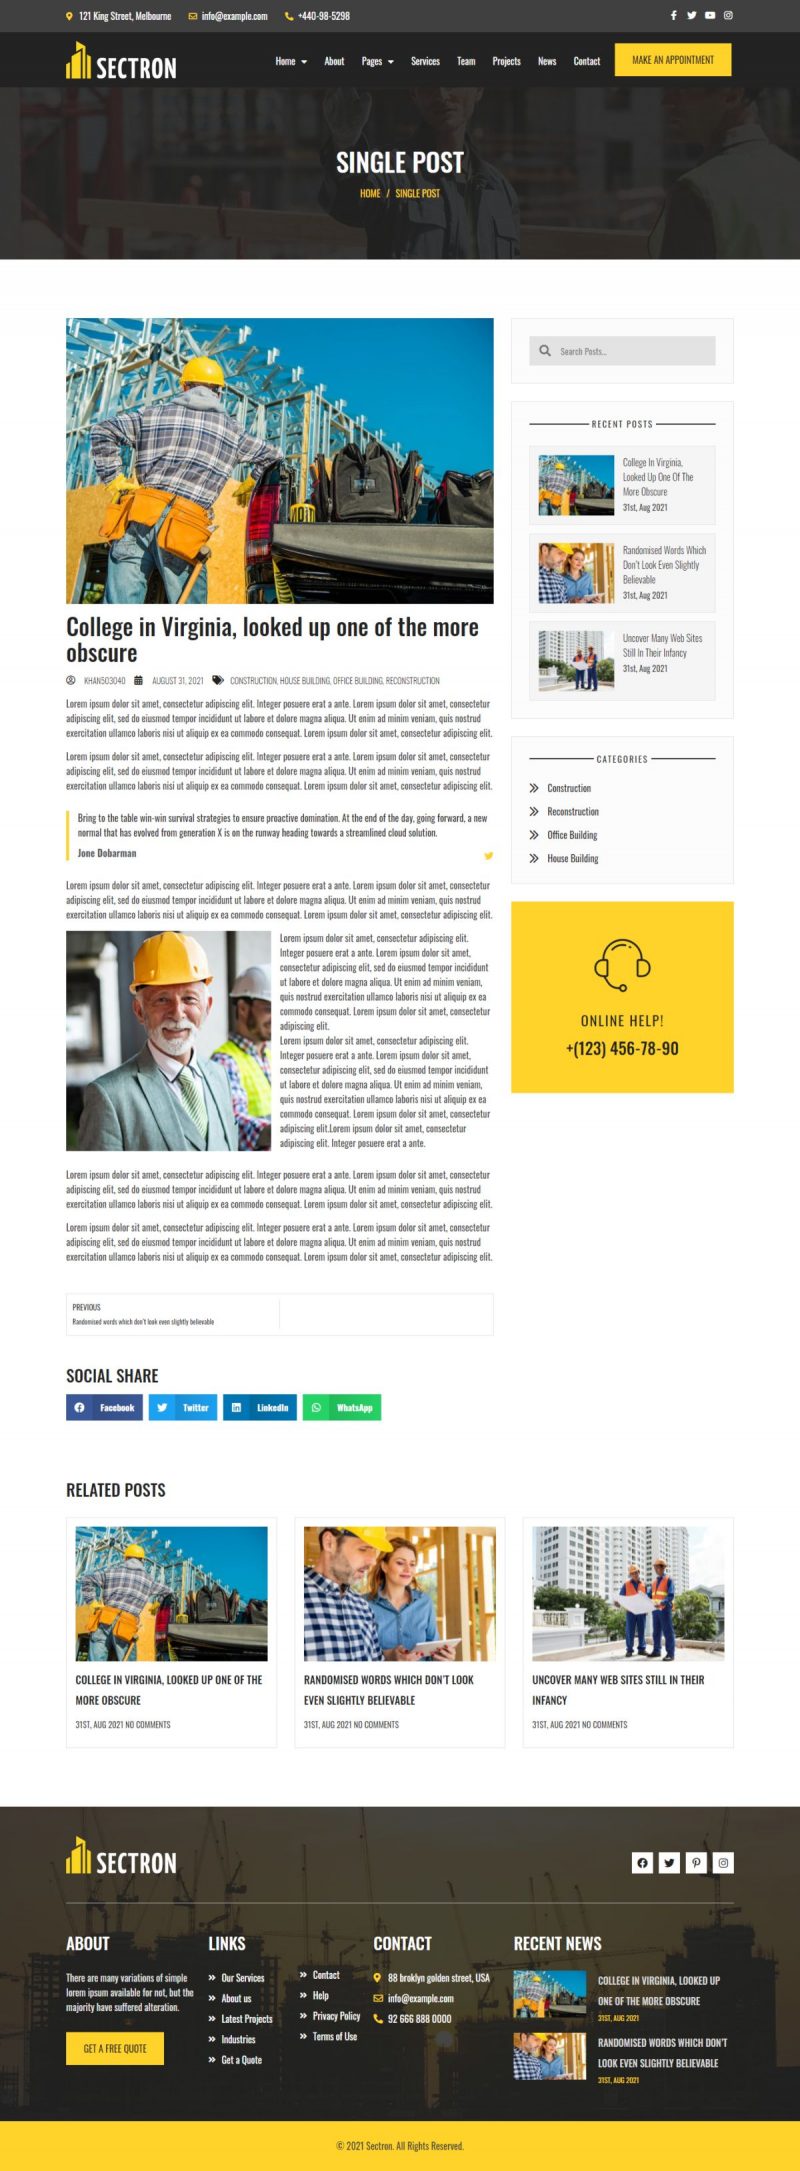 121 King Street, Melbourne info@example.com +440-98-5298
SECTRON
Home About Pages Services Team Projects News Contact MAKE AN APPOINTMENT
SINGLE POST
HOME / SINGLE POST
College in Virginia, looked up one of the more
obscure
KHAN503040 AUGUST 31, 2021 CONSTRUCTION, HOUSE BUILDING, OFFICE BUILDING, RECONSTRUCTION
Lorem ipsum dolor sit amet, consectetur adipiscing elit. Integer posuere erat a ante. Lorem ipsum dolor sit amet, consectetur
adipiscing elit, sed do eiusmod tempor incididunt ut labore et dolore magna aliqua. Ut enim ad minim veniam, quis nostrud
exercitation ullamco laboris nisi ut aliquip ex ea commodo consequat. Lorem ipsum dolor sit amet, consectetur adipiscing elit.
Lorem ipsum dolor sit amet, consectetur adipiscing elit. Integer posuere erat a ante. Lorem ipsum dolor sit amet, consectetur
adipiscing elit, sed do eiusmod tempor incididunt ut labore et dolore magna aliqua. Ut enim ad minim veniam, quis nostrud
exercitation ullamco laboris nisi ut aliquip ex ea commodo consequat. Lorem ipsum dolor sit amet, consectetur adipiscing elit.
Bring to the table win-win survival strategies to ensure proactive domination. At the end of the day, going forward, a new
normal that has evolved from generation X is on the runway heading towards a streamlined cloud solution.
Jone Dobarman
Lorem ipsum dolor sit amet, consectetur adipiscing elit. Integer posuere erat a ante. Lorem ipsum dolor sit amet, consectetur
adipiscing elit, sed do eiusmod tempor incididunt ut labore et dolore magna aliqua. Ut enim ad minim veniam, quis nostrud
exercitation ullamco laboris nisi ut aliquip ex ea commodo consequat. Lorem ipsum dolor sit amet, consectetur adipiscing elit.
Lorem ipsum dolor sit amet, consectetur adipiscing elit.
Integer posuere erat a ante. Lorem ipsum dolor sit amet,
consectetur adipiscing elit, sed do eiusmod tempor incididunt
ut labore et dolore magna aliqua. Ut enim ad minim veniam,
quis nostrud exercitation ullamco laboris nisi ut aliquip ex ea
commodo consequat. Lorem ipsum dolor sit amet, consectetur
adipiscing elit.
Lorem ipsum dolor sit amet, consectetur adipiscing elit.
Integer posuere erat a ante. Lorem ipsum dolor sit amet,
consectetur adipiscing elit, sed do eiusmod tempor incididunt
ut labore et dolore magna aliqua. Ut enim ad minim veniam,
quis nostrud exercitation ullamco laboris nisi ut aliquip ex ea
commodo consequat. Lorem ipsum dolor sit amet, consectetur
adipiscing elit.Lorem ipsum dolor sit amet, consectetur
adipiscing elit. Integer posuere erat a ante.
Lorem ipsum dolor sit amet, consectetur adipiscing elit. Integer posuere erat a ante. Lorem ipsum dolor sit amet, consectetur
adipiscing elit, sed do eiusmod tempor incididunt ut labore et dolore magna aliqua. Ut enim ad minim veniam, quis nostrud
exercitation ullamco laboris nisi ut aliquip ex ea commodo consequat. Lorem ipsum dolor sit amet, consectetur adipiscing elit.
Lorem ipsum dolor sit amet, consectetur adipiscing elit. Integer posuere erat a ante. Lorem ipsum dolor sit amet, consectetur
adipiscing elit, sed do eiusmod tempor incididunt ut labore et dolore magna aliqua. Ut enim ad minim veniam, quis nostrud
exercitation ullamco laboris nisi ut aliquip ex ea commodo consequat. Lorem ipsum dolor sit amet, consectetur adipiscing elit.
PREVIOUS
Randomised words which don't look even slightly believable
SOCIAL SHARE
Facebook Twitter LinkedIn WhatsApp
Search Posts...
RECENT POSTS
College In Virginia,
Looked Up One Of The
More Obscure
31st, Aug 2021
Randomised Words Which
Don't Look Even Slightly
Believable
31st, Aug 2021
Uncover Many Web Sites
Still In Their Infancy
31st, Aug 2021
CATEGORIES
Construction
Reconstruction
Office Building
House Building
ONLINE HELP!
+(123) 456-78-90
RELATED POSTS
COLLEGE IN VIRGINIA, LOOKED UP ONE OF THE
MORE OBSCURE
31ST, AUG 2021 NO COMMENTS
RANDOMISED WORDS WHICH DON'T LOOK
EVEN SLIGHTLY BELIEVABLE
31ST, AUG 2021 NO COMMENTS
UNCOVER MANY WEB SITES STILL IN THEIR
INFANCY
31ST, AUG 2021 NO COMMENTS
SECTRON
ABOUT
There are many variations of simple
lorem ipsum available for not, but the
majority have suffered alteration.
GET A FREE QUOTE
LINKS
Our Services
About us
Latest Projects
Industries
Get a Quote
Contact
Help
Privacy Policy
Terms of Use
CONTACT
88 broklyn golden street, USA
info@example.com
92 666 888 0000
RECENT NEWS
COLLEGE IN VIRGINIA, LOOKED UP
ONE OF THE MORE OBSCURE
31ST, AUG 2021
RANDOMISED WORDS WHICH DON'T
LOOK EVEN SLIGHTLY BELIEVABLE
31ST, AUG 2021
© 2021 Sectron. All Rights Reserved.